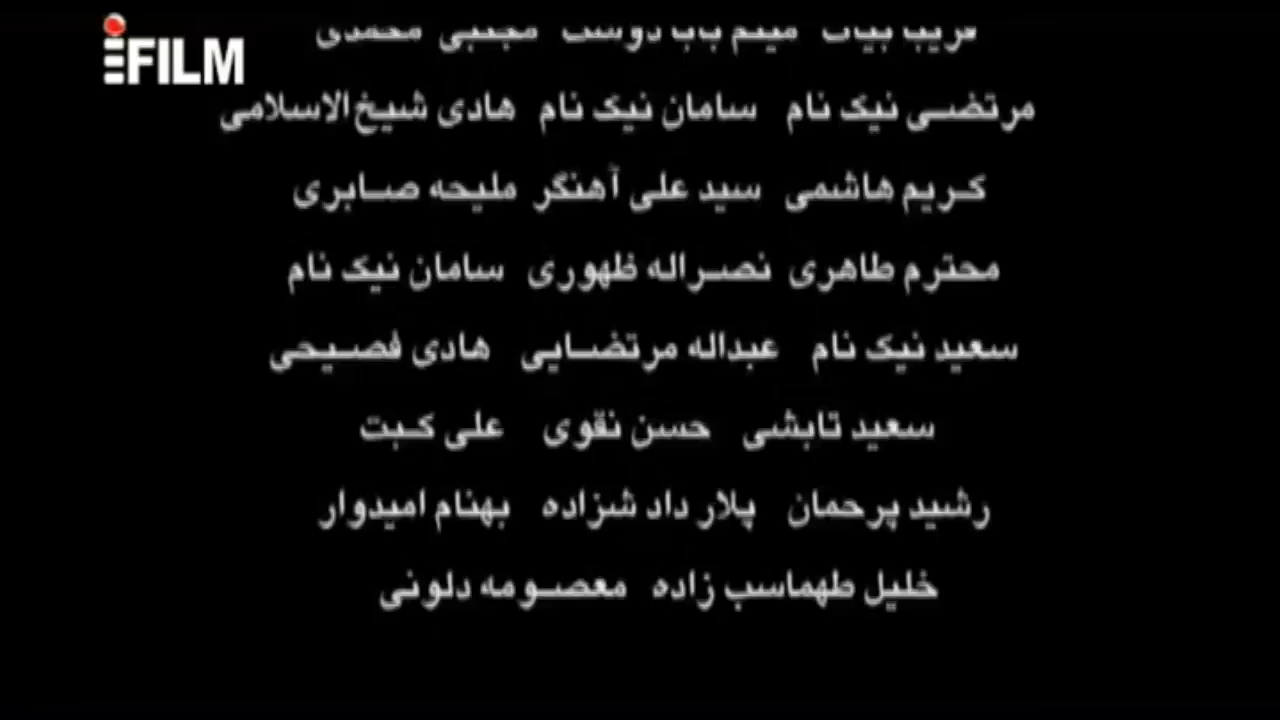 iFILM
مجتبی محمدی
مرتضی نیک نام سامان نیک نام هادی شیخ‌الاسلامی
کریم هاشمی سید علی آهنگر ملیحه صابری
محترم طاهری نصراله ظهوری سامان نیک نام
سعید نیک نام عبداله مرتضایی هادی فصیحی
سعید تابشی حسن نقوی علی کبت
رشید پرحمان پلار داد شزاده بهنام امیدوار
خلیل طهماسب زاده معصومه دلونی